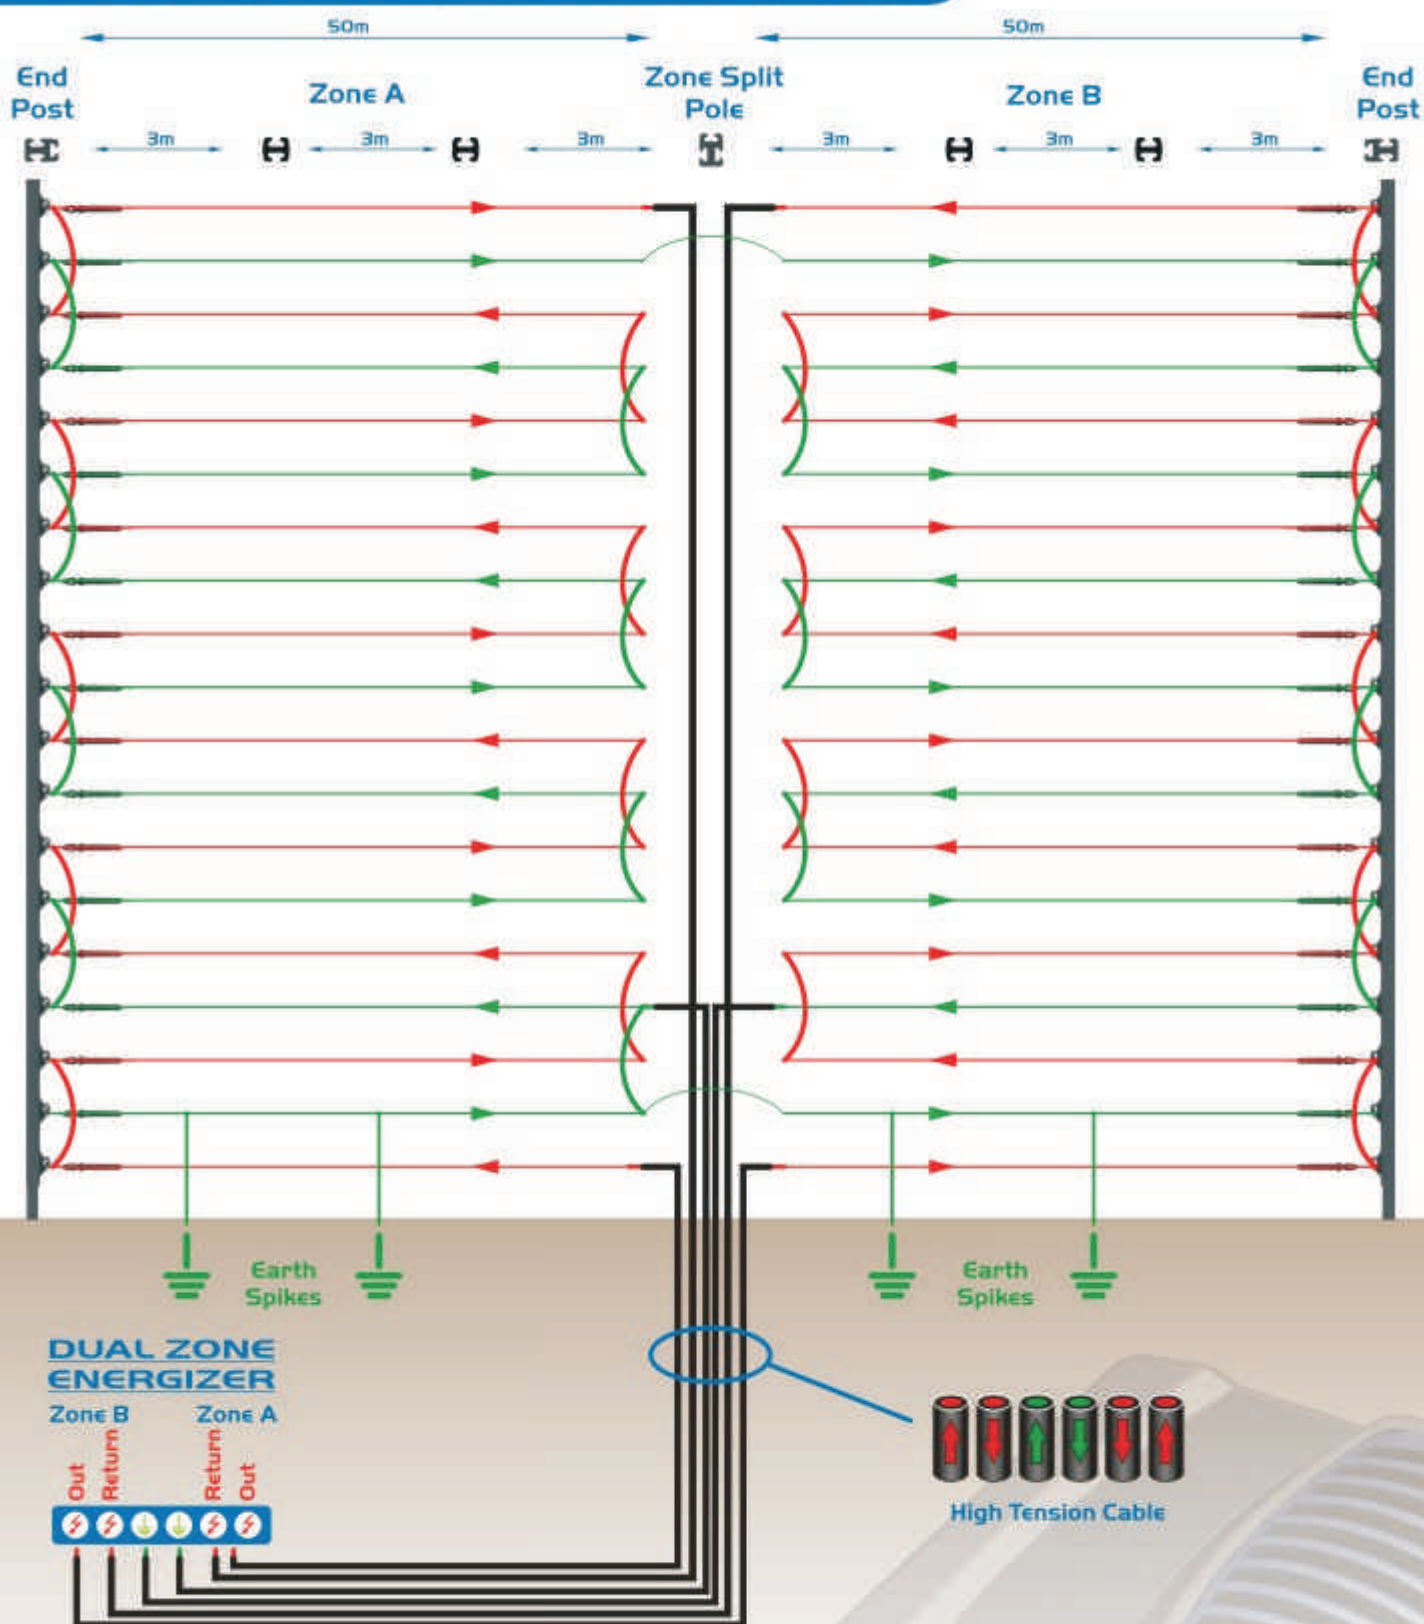 50m
50m
End
Post
Zone A
Zone Split
Pole
Zone B
End
Post
3m
3m
3m
3m
3m
3m
Earth
Spikes
Earth
Spikes
DUAL ZONE
ENERGIZER
Zone B
Zone A
Out
Return
Return
Out
High Tension Cable